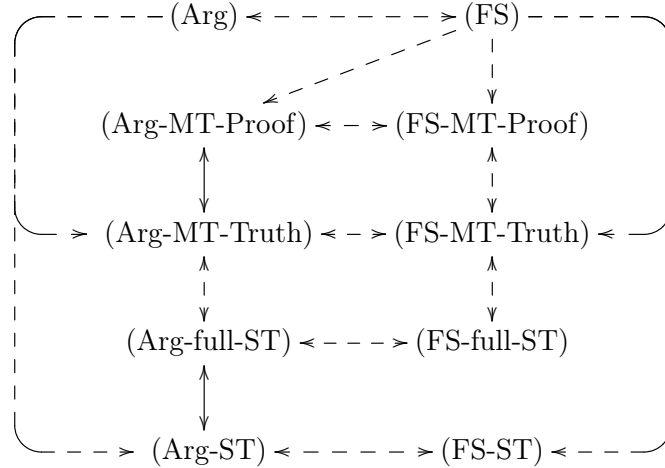 (Arg) (FS)
(Arg-MT-Proof) (FS-MT-Proof)
(Arg-MT-Truth) (FS-MT-Truth)
(Arg-full-ST) (FS-full-ST)
(Arg-ST) (FS-ST)